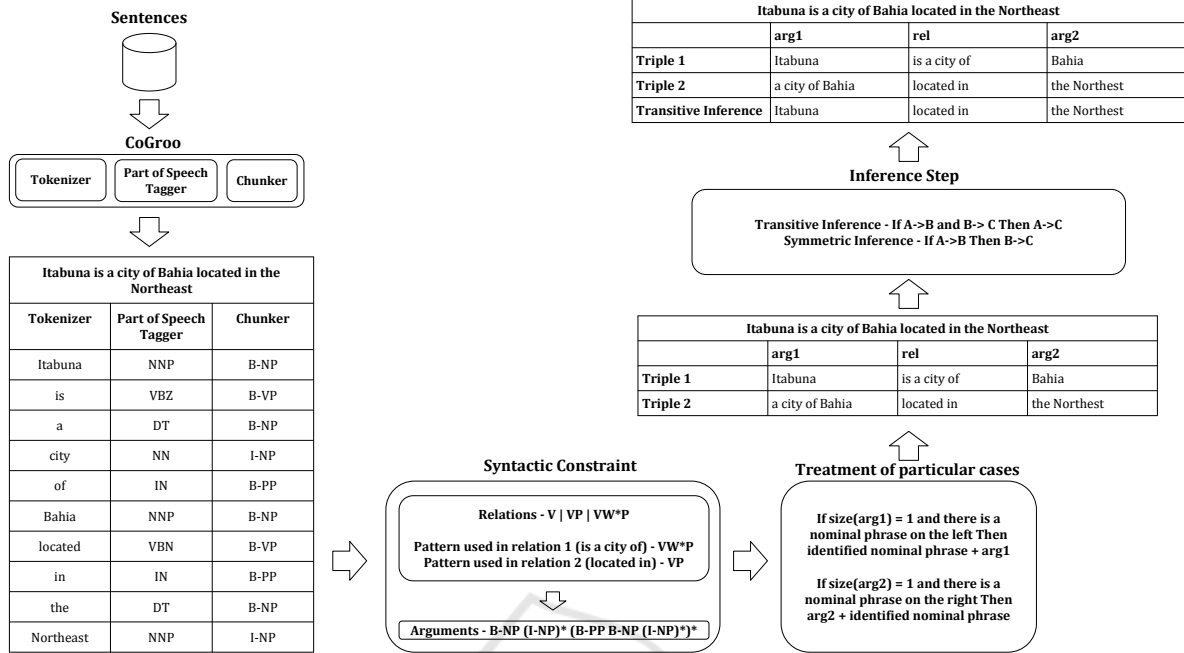 Sentences
CoGroo
Tokenizer
Part of Speech
Tagger
Chunker
Itabuna is a city of Bahia located in the
Northeast
Tokenizer Part of Speech Tagger Chunker
Itabuna NNP B-NP
is VBZ B-VP
a DT B-NP
city NN I-NP
of IN B-PP
Bahia NNP B-NP
located VBN B-VP
in IN B-PP
the DT B-NP
Northeast NNP I-NP
Syntactic Constraint
Relations - V | VP | VW*P
Pattern used in relation 1 (is a city of) - VW*P
Pattern used in relation 2 (located in) - VP
Arguments - B-NP (I-NP)* (B-PP B-NP (I-NP)*)*
Treatment of particular cases
If size(arg1) = 1 and there is a
nominal phrase on the left Then
identified nominal phrase + arg1
If size(arg2) = 1 and there is a
nominal phrase on the right Then
arg2 + identified nominal phrase
Itabuna is a city of Bahia located in the Northeast
arg1 rel arg2
Triple 1 Itabuna is a city of Bahia
Triple 2 a city of Bahia located in the Northest
Inference Step
Transitive Inference - If A->B and B-> C Then A->C
Symmetric Inference - If A->B Then B->C
Itabuna is a city of Bahia located in the Northeast
arg1 rel arg2
Triple 1 Itabuna is a city of Bahia
Triple 2 a city of Bahia located in the Northest
Transitive Inference Itabuna located in the Northest